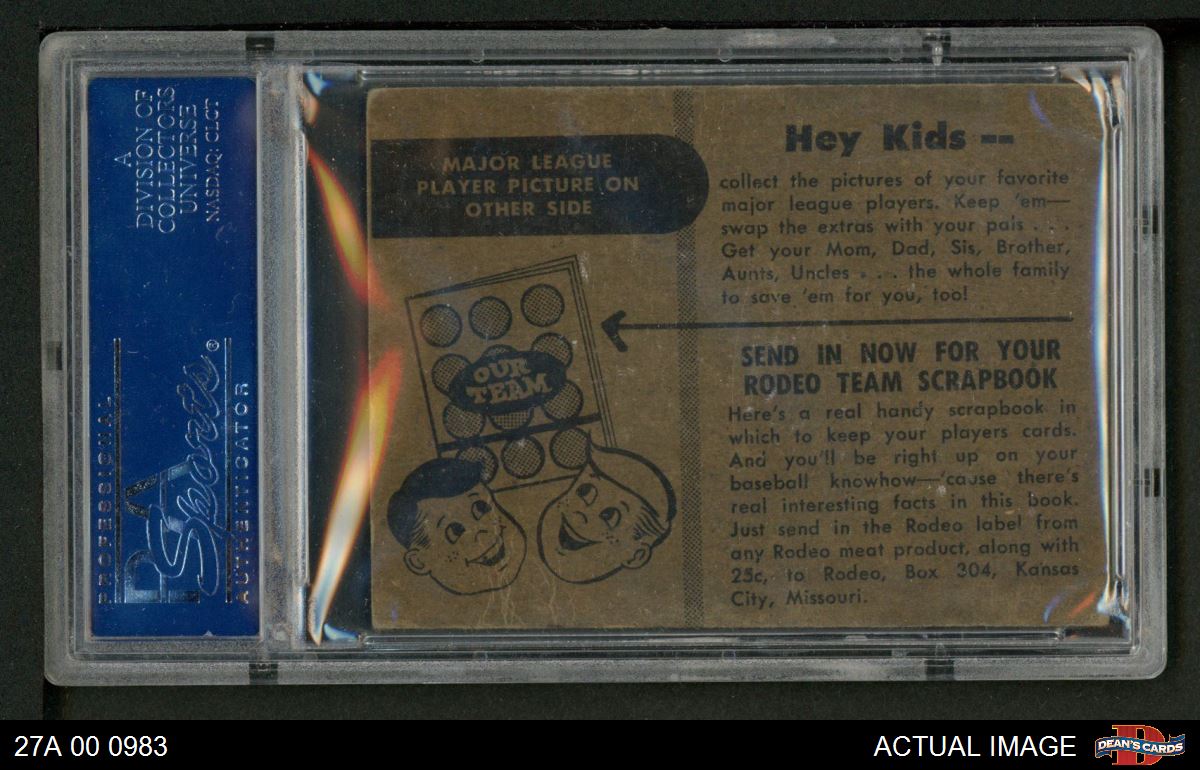 A
DIVISION OF
COLLECTORS
UNIVERSE
NASDAQ: CLCT
PROFESSIONAL
PSA
Sports®
AUTHENTICATOR
MAJOR LEAGUE
PLAYER PICTURE ON
OTHER SIDE
OUR
TEAM
Hey Kids --
collect the pictures of your favorite
major league players. Keep 'em—
swap the extras with your pals . . .
Get your Mom, Dad, Sis, Brother,
Aunts, Uncles . . . the whole family
to save 'em for you, too!
SEND IN NOW FOR YOUR
RODEO TEAM SCRAPBOOK
Here's a real handy scrapbook in
which to keep your players cards.
And you'll be right up on your
baseball knowhow—'cause there's
real interesting facts in this book.
Just send in the Rodeo label from
any Rodeo meat product, along with
25c, to Rodeo, Box 304, Kansas
City, Missouri.
27A 00 0983
ACTUAL IMAGE
D
DEAN'S CARDS